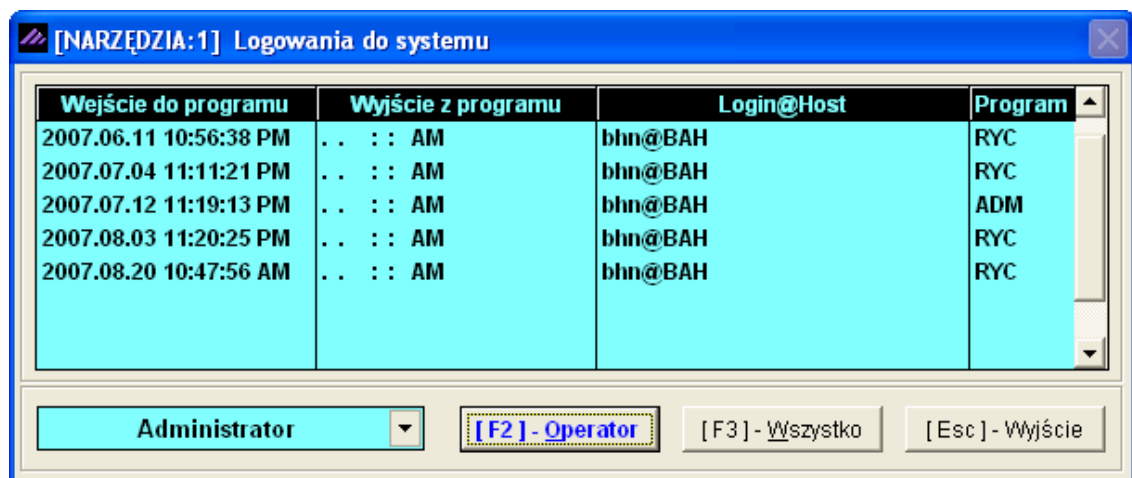 [NARZĘDZIA:1] Logowania do systemu
Wejście do programu Wyjście z programu Login@Host Program
2007.06.11 10:56:38 PM . . : : AM bhn@BAH RYC
2007.07.04 11:11:21 PM . . : : AM bhn@BAH RYC
2007.07.12 11:19:13 PM . . : : AM bhn@BAH ADM
2007.08.03 11:20:25 PM . . : : AM bhn@BAH RYC
2007.08.20 10:47:56 AM . . : : AM bhn@BAH RYC
Administrator [ F2 ] - Operator [ F3 ] - Wszystko [ Esc ] - Wyjście